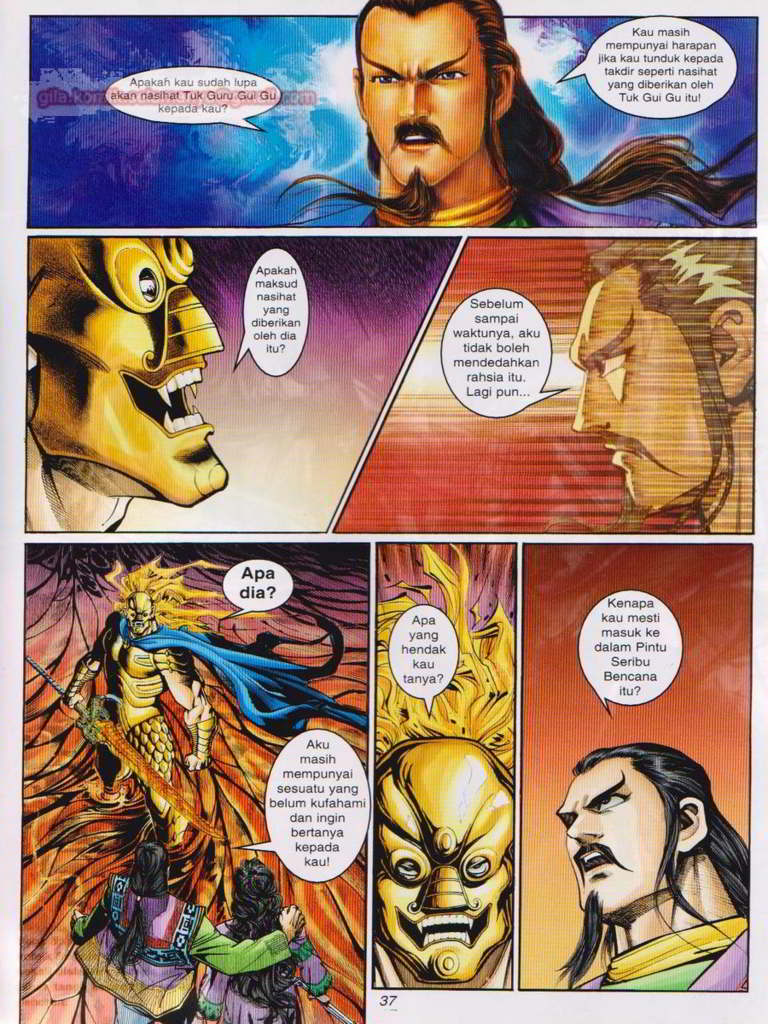 Apakah kau sudah lupa
akan nasihat Tuk Guru Gui Gu
kepada kau?
Kau masih
mempunyai harapan
jika kau tunduk kepada
takdir seperti nasihat
yang diberikan oleh
Tuk Gui Gu itu!
Apakah
maksud
nasihat
yang
diberikan
oleh dia
itu?
Sebelum
sampai
waktunya, aku
tidak boleh
mendedahkan
rahsia itu.
Lagi pun...
Apa
dia?
Aku
masih
mempunyai
sesuatu yang
belum kufahami
dan ingin
bertanya
kepada
kau!
Apa
yang
hendak
kau
tanya?
Kenapa
kau mesti
masuk ke
dalam Pintu
Seribu
Bencana
itu?
37